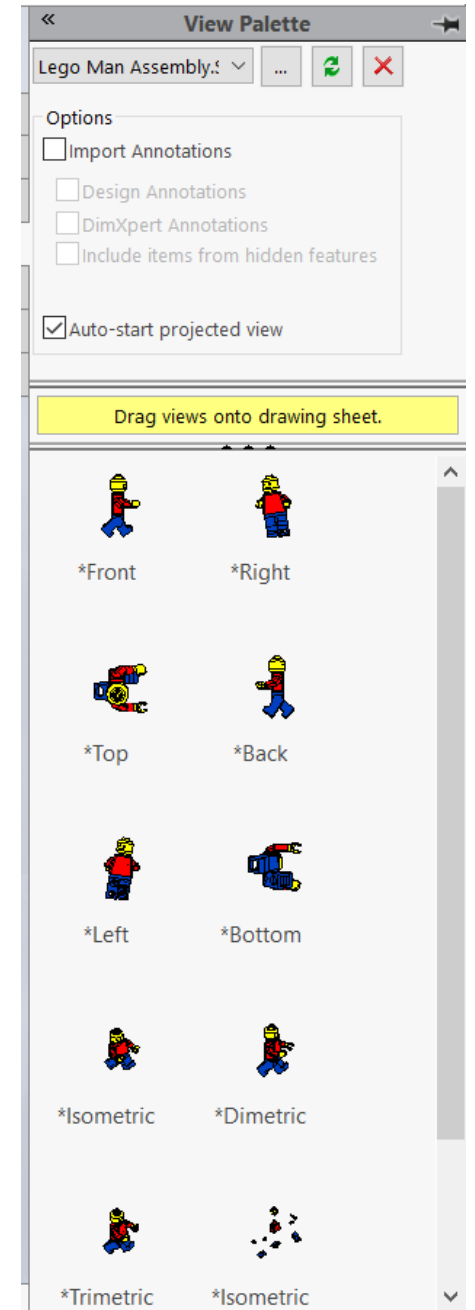 «
View Palette
Lego Man Assembly.S
...
Options
Import Annotations
Design Annotations
DimXpert Annotations
Include items from hidden features
Auto-start projected view
Drag views onto drawing sheet.
*Front *Right
*Top *Back
*Left *Bottom
*Isometric *Dimetric
*Trimetric *Isometric